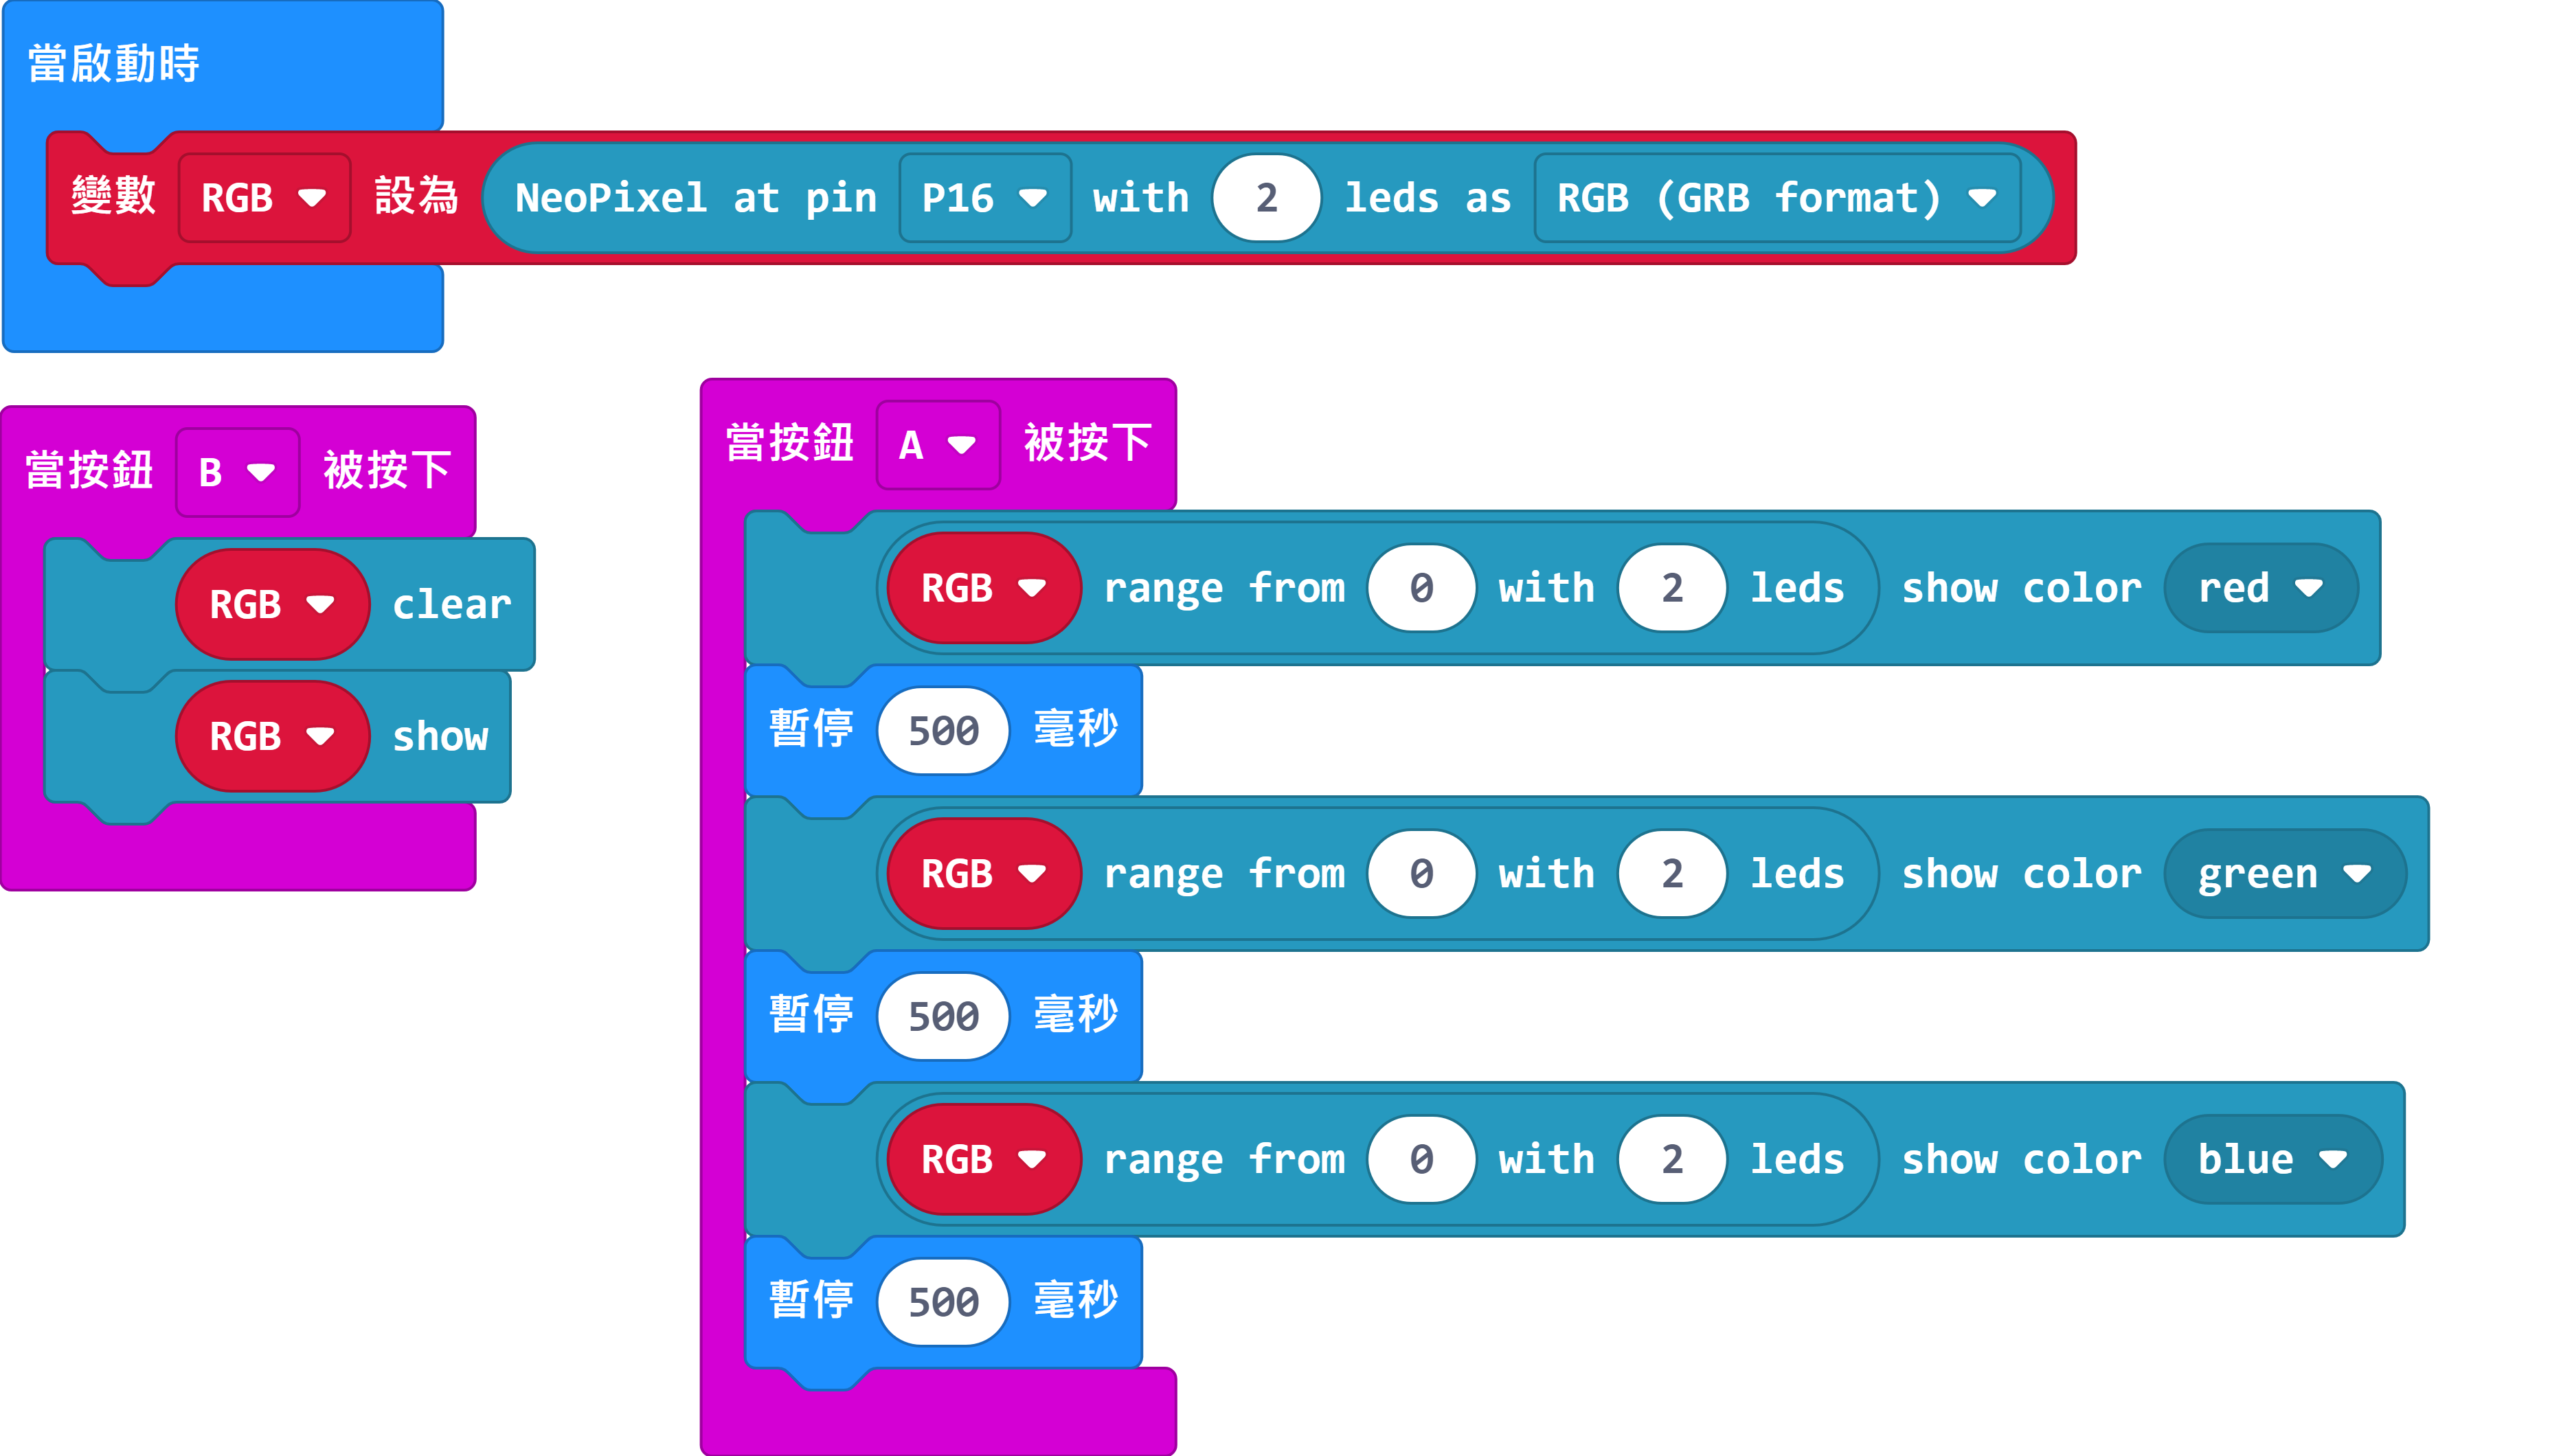 當啟動時
變數 RGB 設為 NeoPixel at pin P16 with 2 leds as RGB (GRB format)
當按鈕 B 被按下
RGB clear
RGB show
當按鈕 A 被按下
RGB range from 0 with 2 leds show color red
暫停 500 毫秒
RGB range from 0 with 2 leds show color green
暫停 500 毫秒
RGB range from 0 with 2 leds show color blue
暫停 500 毫秒